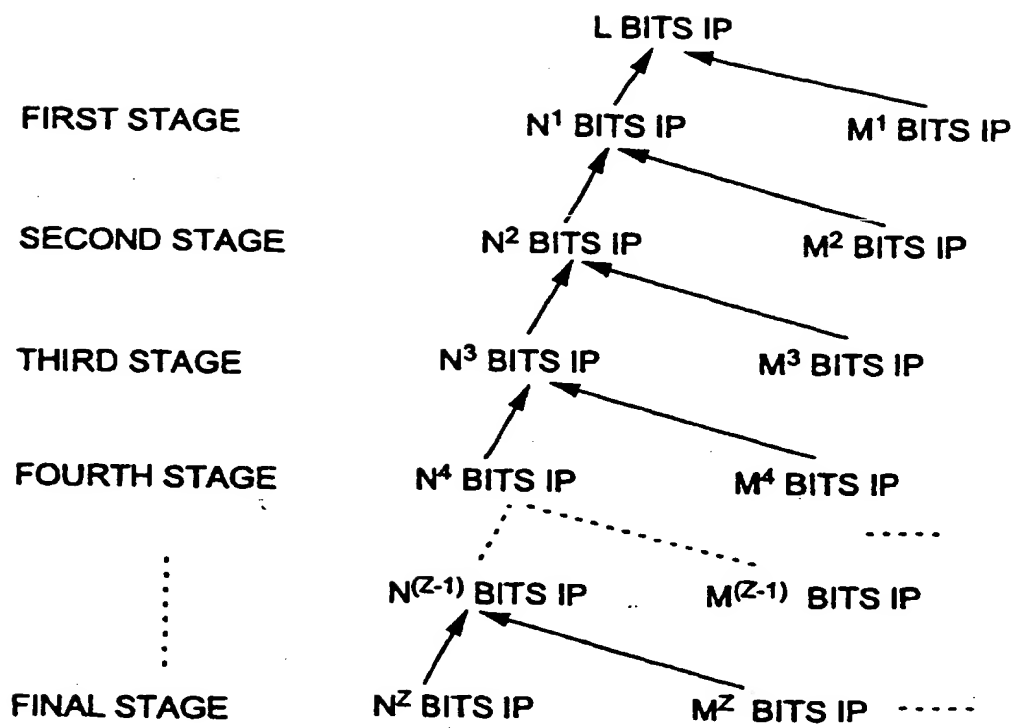 L BITS IP
FIRST STAGE N¹ BITS IP M¹ BITS IP
SECOND STAGE N² BITS IP M² BITS IP
THIRD STAGE N³ BITS IP M³ BITS IP
FOURTH STAGE N⁴ BITS IP M⁴ BITS IP
N⁽ᶻ⁻¹⁾ BITS IP M⁽ᶻ⁻¹⁾ BITS IP
FINAL STAGE Nᶻ BITS IP Mᶻ BITS IP